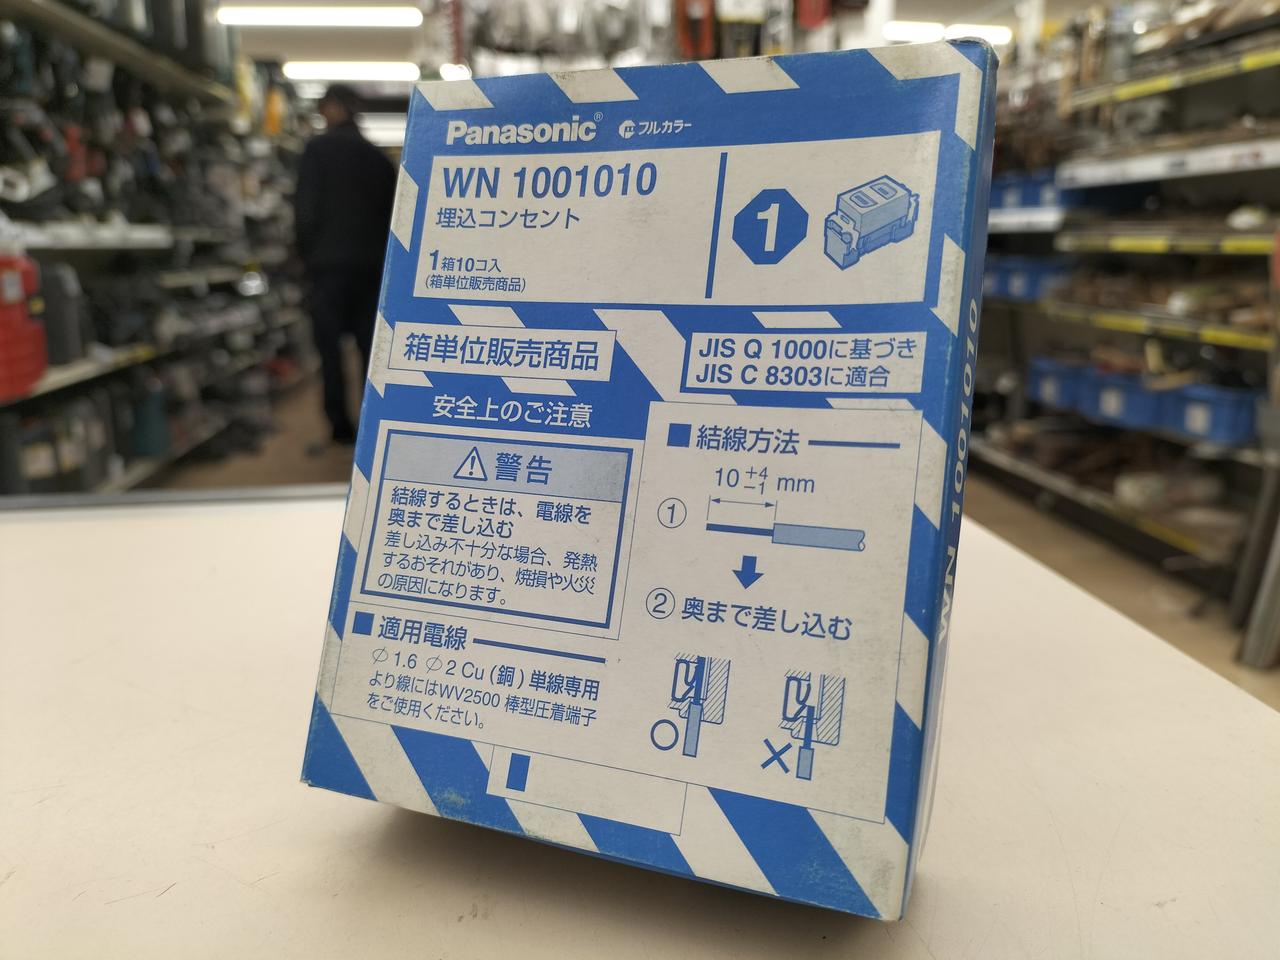 Panasonic® フルカラー
WN 1001010
埋込コンセント
1箱10コ入
(箱単位販売商品)
1
箱単位販売商品
JIS Q 1000に基づき
JIS C 8303に適合
安全上のご注意
⚠警告
結線するときは、電線を
奥まで差し込む
差し込み不十分な場合、発熱
するおそれがあり、焼損や火災
の原因になります。
■適用電線
φ1.6 φ2 Cu(銅)単線専用
より線にはWV2500 棒型圧着端子
をご使用ください。
■結線方法
10 +4 −1 mm
①
②奥まで差し込む
○ ×
WN 1001010